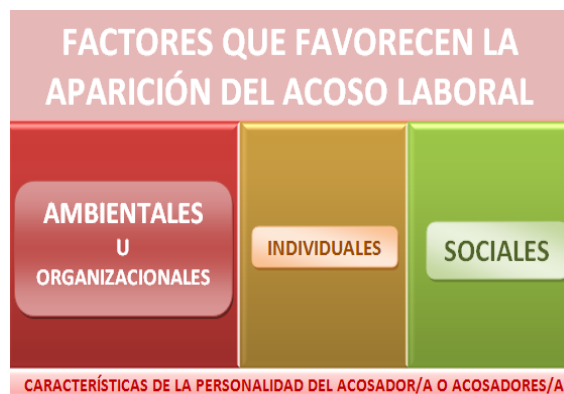 FACTORES QUE FAVORECEN LA
APARICIÓN DEL ACOSO LABORAL
AMBIENTALES
U
ORGANIZACIONALES
INDIVIDUALES
SOCIALES
CARACTERÍSTICAS DE LA PERSONALIDAD DEL ACOSADOR/A O ACOSADORES/A